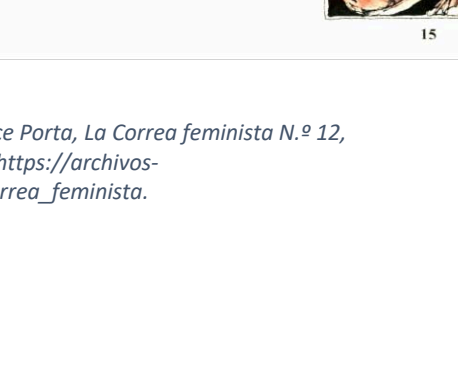 15
ce Porta, La Correa feminista N.º 12,
https://archivos-
rrea_feminista.